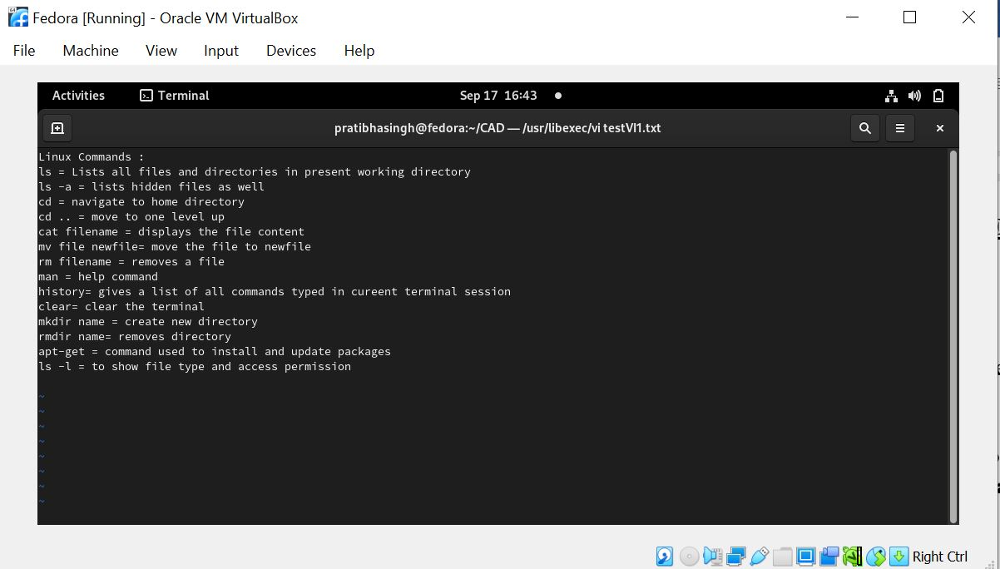 Fedora [Running] - Oracle VM VirtualBox
File Machine View Input Devices Help
Activities Terminal Sep 17 16:43
pratibhasingh@fedora:~/CAD — /usr/libexec/vi testVI1.txt
Linux Commands :
ls = Lists all files and directories in present working directory
ls -a = lists hidden files as well
cd = navigate to home directory
cd .. = move to one level up
cat filename = displays the file content
mv file newfile= move the file to newfile
rm filename = removes a file
man = help command
history= gives a list of all commands typed in cureent terminal session
clear= clear the terminal
mkdir name = create new directory
rmdir name= removes directory
apt-get = command used to install and update packages
ls -l = to show file type and access permission
~
~
~
~
~
~
~
~
Right Ctrl